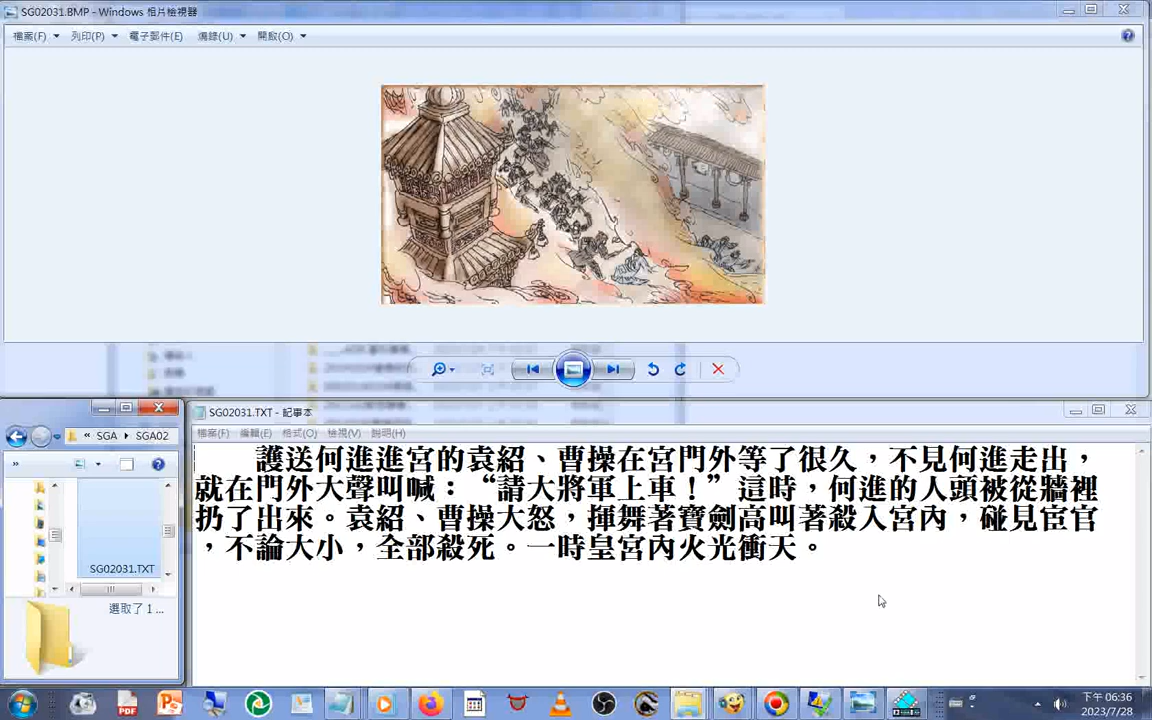 SG02031.BMP - Windows 相片檢視器
檔案(F) 列印(P) 電子郵件(E) 燒錄(U) 開啟(O)
SG02031.TXT - 記事本
« SGA ▸ SGA02
檔案(F) 編輯(E) 格式(O) 檢視(V) 說明(H)
護送何進進宮的袁紹、曹操在宮門外等了很久，不見何進走出，
就在門外大聲叫喊：“請大將軍上車！”這時，何進的人頭被從牆裡
扔了出來。袁紹、曹操大怒，揮舞著寶劍高叫著殺入宮內，碰見宦官
，不論大小，全部殺死。一時皇宮內火光衝天。
SG02031.TXT
選取了 1 ...
下午 06:36
2023/7/28